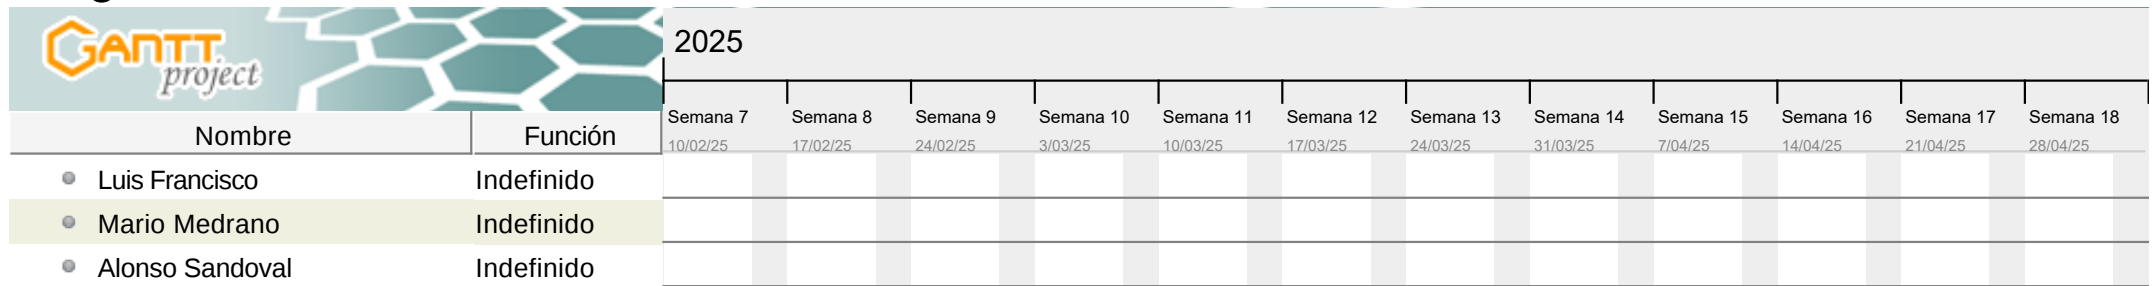 GANTT
project
2025
Semana 7 Semana 8 Semana 9 Semana 10 Semana 11 Semana 12 Semana 13 Semana 14 Semana 15 Semana 16 Semana 17 Semana 18
Nombre Función
10/02/25 17/02/25 24/02/25 3/03/25 10/03/25 17/03/25 24/03/25 31/03/25 7/04/25 14/04/25 21/04/25 28/04/25
Luis Francisco Indefinido
Mario Medrano Indefinido
Alonso Sandoval Indefinido